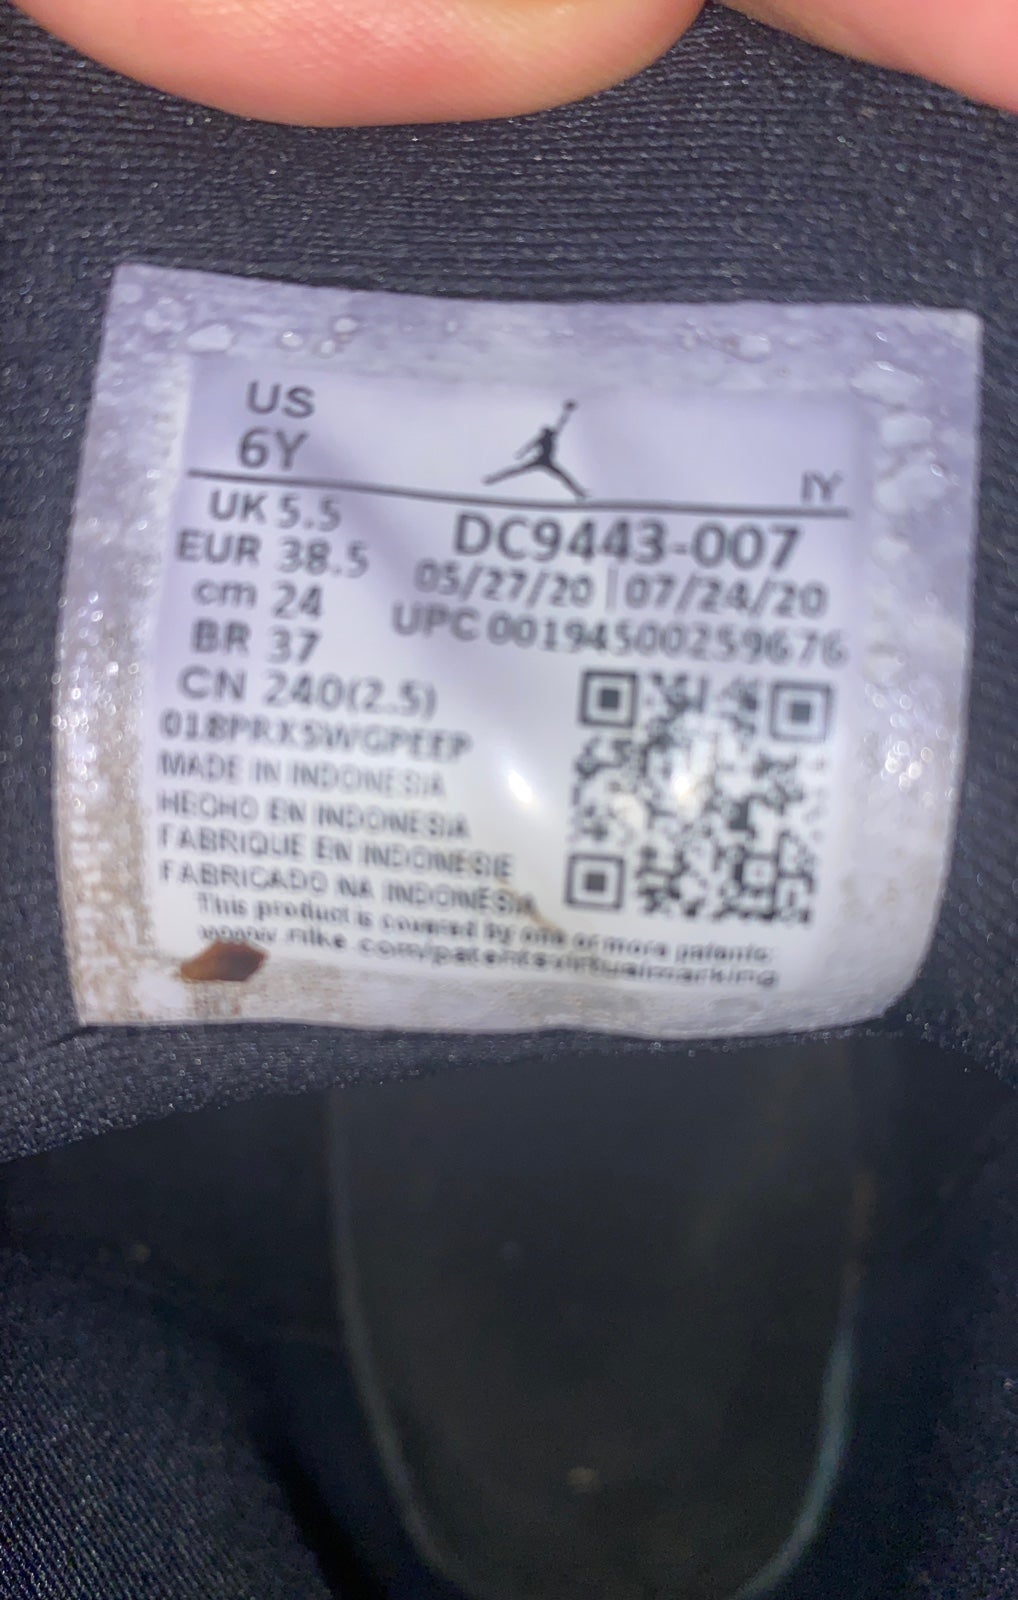 US
6Y
IY
UK 5.5
EUR 38.5
cm 24
BR 37
CN 240(2.5)
DC9443-007
05/27/20 | 07/24/20
UPC 00194500259676
018PRX5WGPEEP
MADE IN INDONESIA
HECHO EN INDONESIA
FABRIQUE EN INDONESIE
FABRICADO NA INDONESIA
This product is covered by one or more patents:
www.nike.com/patentsvirtualmarking